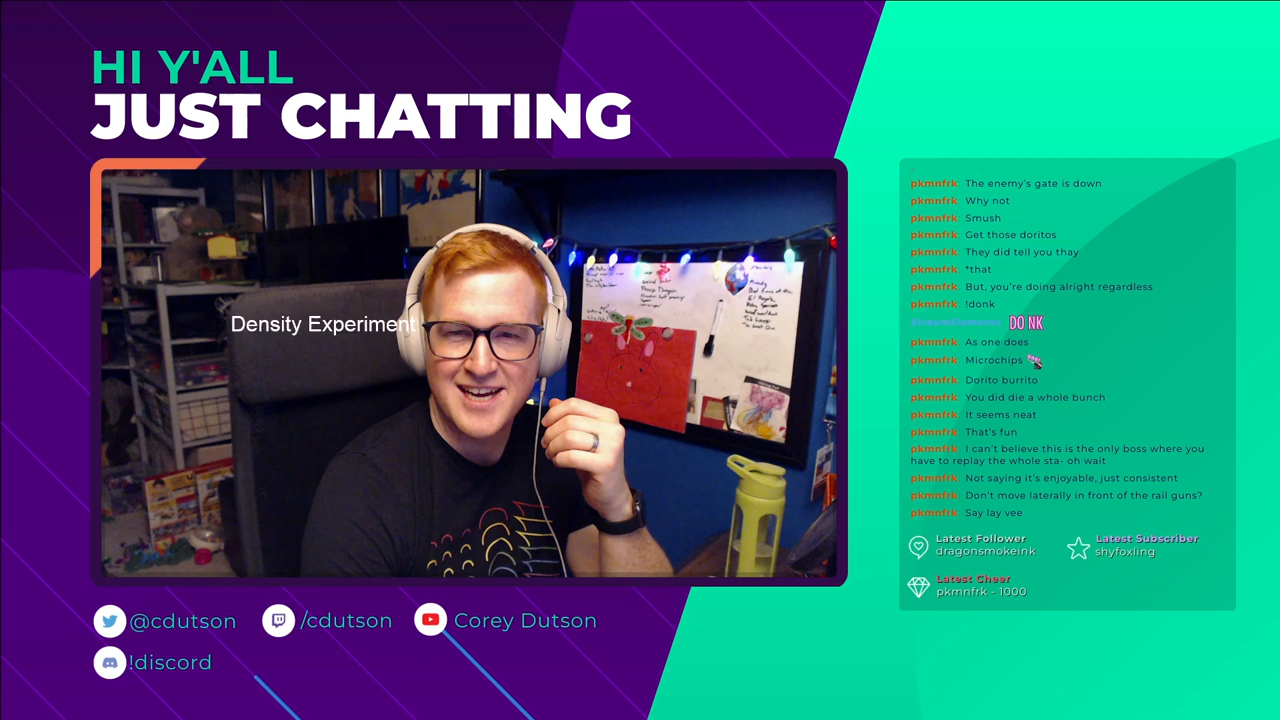 HI Y'ALL
JUST CHATTING
Density Experiment
pkmnfrk The enemy's gate is down
pkmnfrk Why not
pkmnfrk Smush
pkmnfrk Get those doritos
pkmnfrk They did tell you thay
pkmnfrk *that
pkmnfrk But, you're doing alright regardless
pkmnfrk !donk
StreamElements DO NK
pkmnfrk As one does
pkmnfrk Microchips
pkmnfrk Dorito burrito
pkmnfrk You did die a whole bunch
pkmnfrk It seems neat
pkmnfrk That's fun
pkmnfrk I can't believe this is the only boss where you
have to replay the whole sta- oh wait
pkmnfrk Not saying it's enjoyable, just consistent
pkmnfrk Don't move laterally in front of the rail guns?
pkmnfrk Say lay vee
Latest Follower
dragonsmokeink
Latest Subscriber
shyfoxling
Latest Cheer
pkmnfrk - 1000
@cdutson
/cdutson
Corey Dutson
!discord